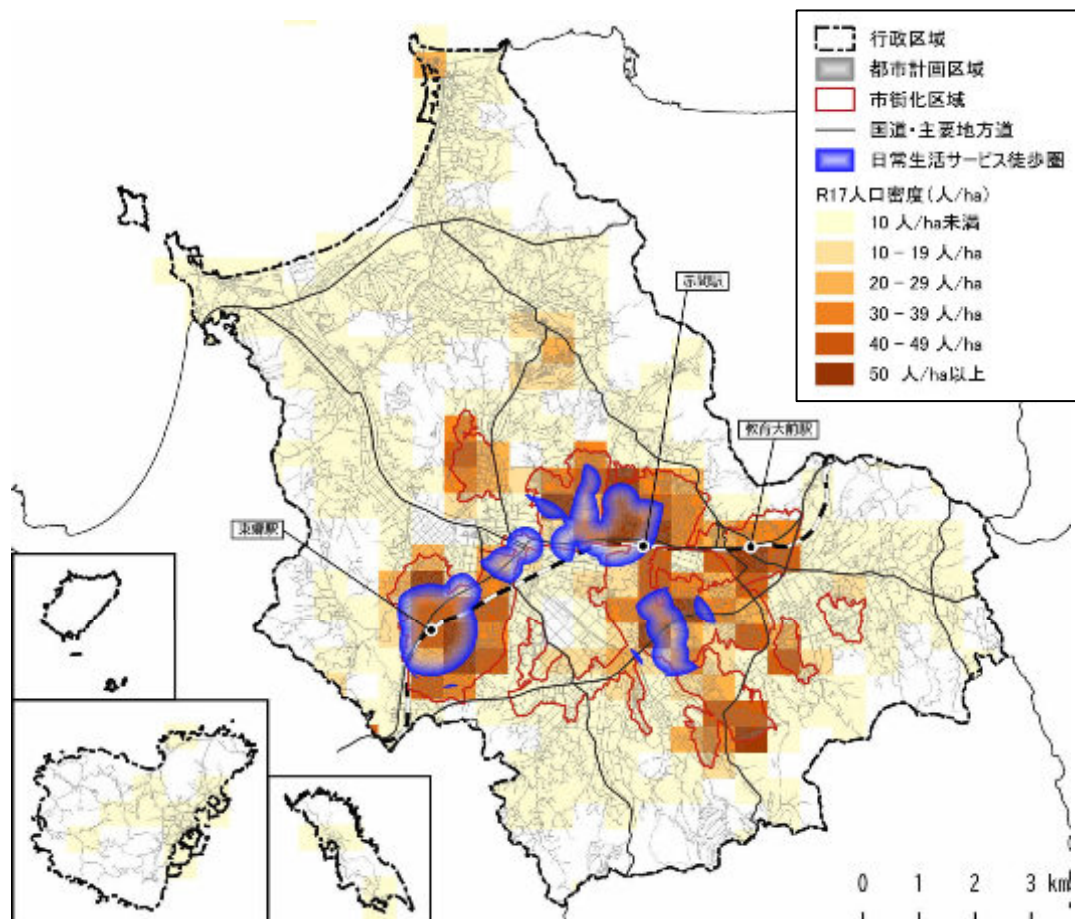 行政区域
都市計画区域
市街化区域
国道・主要地方道
日常生活サービス徒歩圏
R17人口密度(人/ha)
10 人/ha未満
10 - 19 人/ha
20 - 29 人/ha
30 - 39 人/ha
40 - 49 人/ha
50 人/ha以上
赤間駅
教育大前駅
東郷駅
0 1 2 3 km